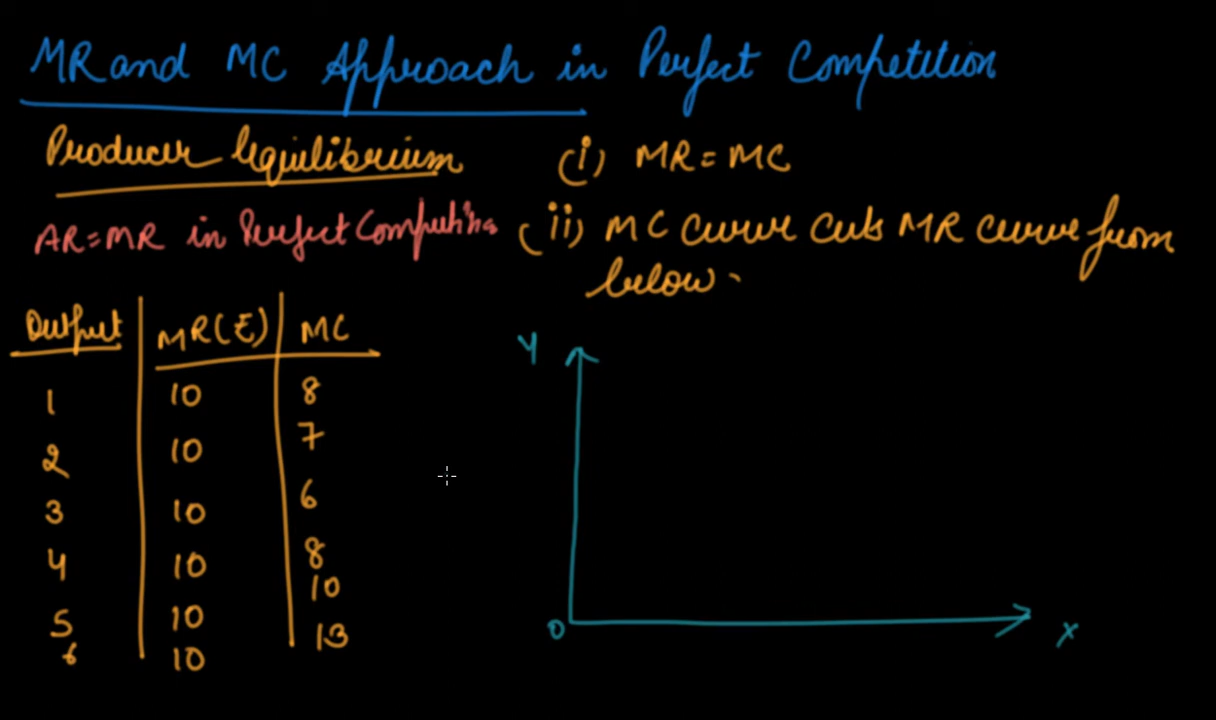 MR and MC Approach in Perfect Competition
Producer Equilibrium
(i) MR = MC
AR=MR in Perfect Competition
(ii) MC curve cuts MR curve from
below.
Output MR(₹) MC
1 10 8
2 10 7
3 10 6
4 10 8
5 10 10
6 10 13
Y
O
X